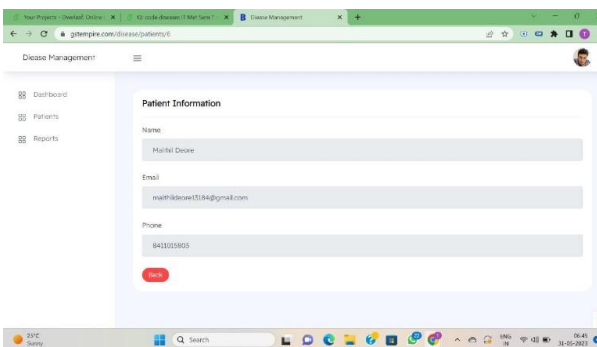 Your Projects - Overleaf, Online
Diease Management
gstempire.com/disease/patients/6
Diease Management
Dashboard
Patients
Reports
Patient Information
Name
Maithil Deore
Email
maithildeore13184@gmail.com
Phone
8411015805
Back
25°C
Sunny
Search
ENG
IN
06:45
31-05-2023